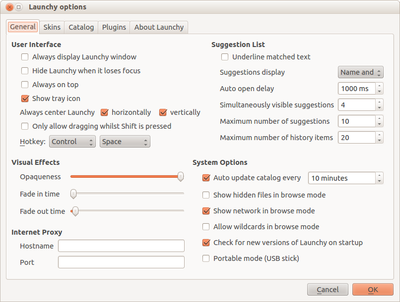 Launchy options
General Skins Catalog Plugins About Launchy
User Interface
Always display Launchy window
Hide Launchy when it loses focus
Always on top
Show tray icon
Always center Launchy horizontally vertically
Only allow dragging whilst Shift is pressed
Hotkey: Control Space
Suggestion List
Underline matched text
Suggestions display Name and
Auto open delay 1000 ms
Simultaneously visible suggestions 4
Maximum number of suggestions 10
Maximum number of history items 20
Visual Effects
Opaqueness
Fade in time
Fade out time
Internet Proxy
Hostname
Port
System Options
Auto update catalog every 10 minutes
Show hidden files in browse mode
Show network in browse mode
Allow wildcards in browse mode
Check for new versions of Launchy on startup
Portable mode (USB stick)
Cancel OK